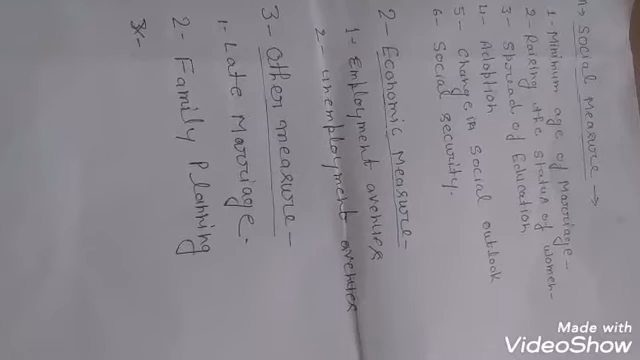 1→ Social Measure →
1- Minimum age of Marriage-
2- Raising the Status of Women-
3- Spread of Education
4- Adoption
5- Change in Social outlook
6- Social Security.
2- Economic Measure-
1- Employment avenues
2- unemployment avenues
3- Other measure-
1- Late Marriage.
2- Family Planning
3-
Made with
VideoShow